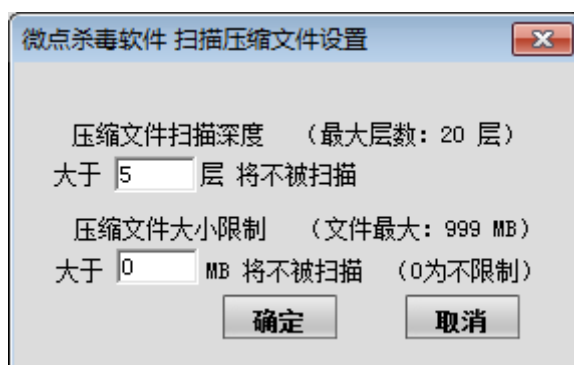 微点杀毒软件 扫描压缩文件设置
压缩文件扫描深度 （最大层数：20 层）
大于 5 层 将不被扫描
压缩文件大小限制 （文件最大：999 MB）
大于 0 MB 将不被扫描 （0为不限制）
确定 取消